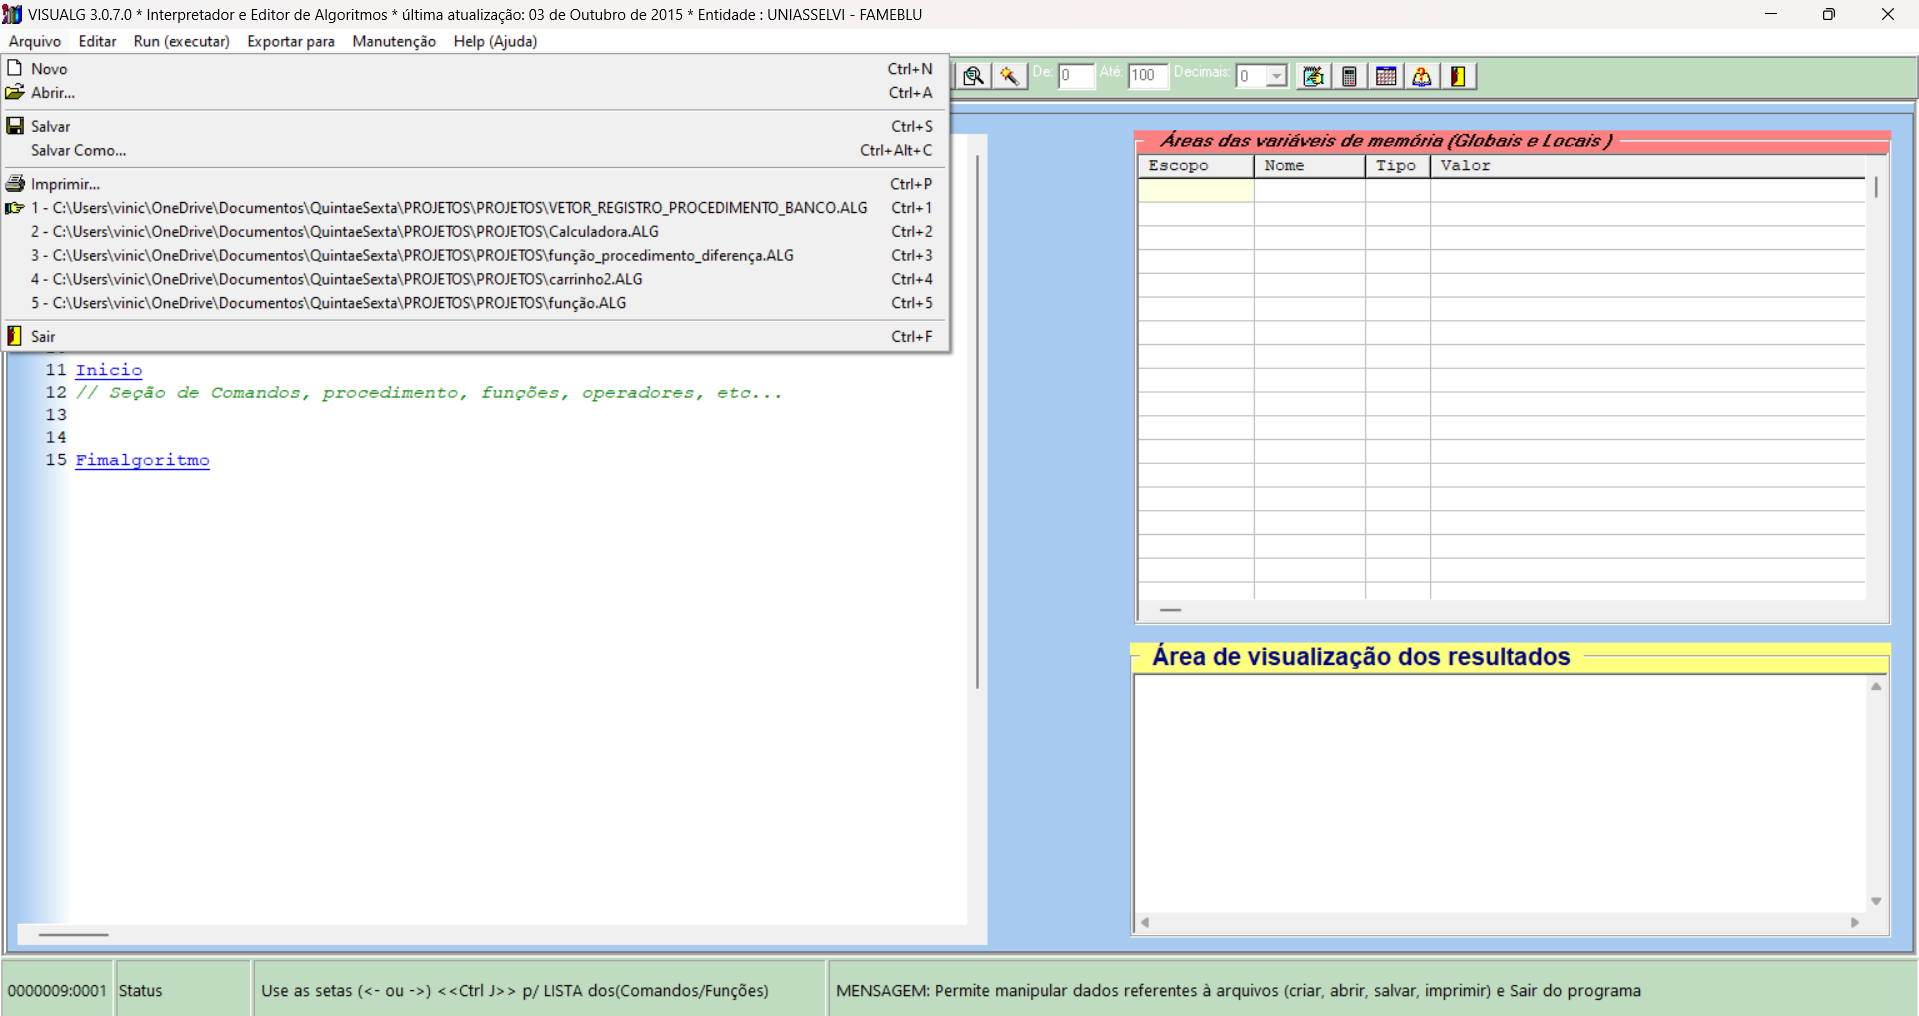 VISUALG 3.0.7.0 * Interpretador e Editor de Algoritmos * última atualização: 03 de Outubro de 2015 * Entidade : UNIASSELVI - FAMEBLU
Arquivo Editar Run (executar) Exportar para Manutenção Help (Ajuda)
Novo Ctrl+N
Abrir... Ctrl+A
Salvar Ctrl+S
Salvar Como... Ctrl+Alt+C
Imprimir... Ctrl+P
1 - C:\Users\vinic\OneDrive\Documentos\QuintaeSexta\PROJETOS\PROJETOS\VETOR_REGISTRO_PROCEDIMENTO_BANCO.ALG Ctrl+1
2 - C:\Users\vinic\OneDrive\Documentos\QuintaeSexta\PROJETOS\PROJETOS\Calculadora.ALG Ctrl+2
3 - C:\Users\vinic\OneDrive\Documentos\QuintaeSexta\PROJETOS\PROJETOS\função_procedimento_diferença.ALG Ctrl+3
4 - C:\Users\vinic\OneDrive\Documentos\QuintaeSexta\PROJETOS\PROJETOS\carrinho2.ALG Ctrl+4
5 - C:\Users\vinic\OneDrive\Documentos\QuintaeSexta\PROJETOS\PROJETOS\função.ALG Ctrl+5
Sair Ctrl+F
De: 0 Até: 100 Decimais: 0
11 Inicio
12 // Seção de Comandos, procedimento, funções, operadores, etc...
13
14
15 Fimalgoritmo
Áreas das variáveis de memória (Globais e Locais )
Escopo Nome Tipo Valor
Área de visualização dos resultados
0000009:0001 Status Use as setas (<- ou ->) <<Ctrl J>> p/ LISTA dos(Comandos/Funções) MENSAGEM: Permite manipular dados referentes à arquivos (criar, abrir, salvar, imprimir) e Sair do programa